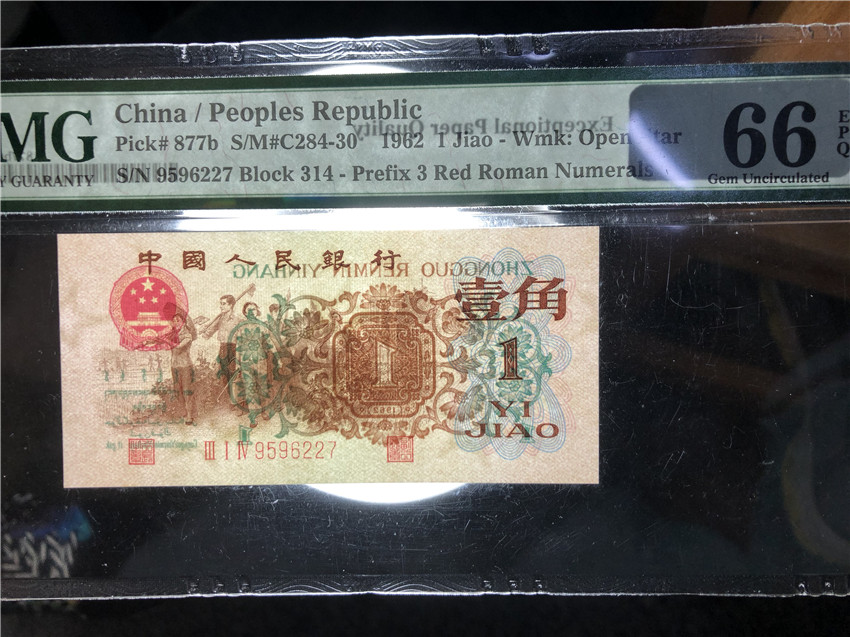 MG
Y GUARANTY
China / Peoples Republic
Pick# 877b S/M#C284-30 1962 1 Jiao - Wmk: Open Star
S/N 9596227 Block 314 - Prefix 3 Red Roman Numerals
Exceptional Paper Quality
66
Gem Uncirculated
E
P
Q
中國人民銀行
ZHONGGUO RENMIN YINHANG
壹角
1
1
YI
JIAO
1962
III I IV 9596227